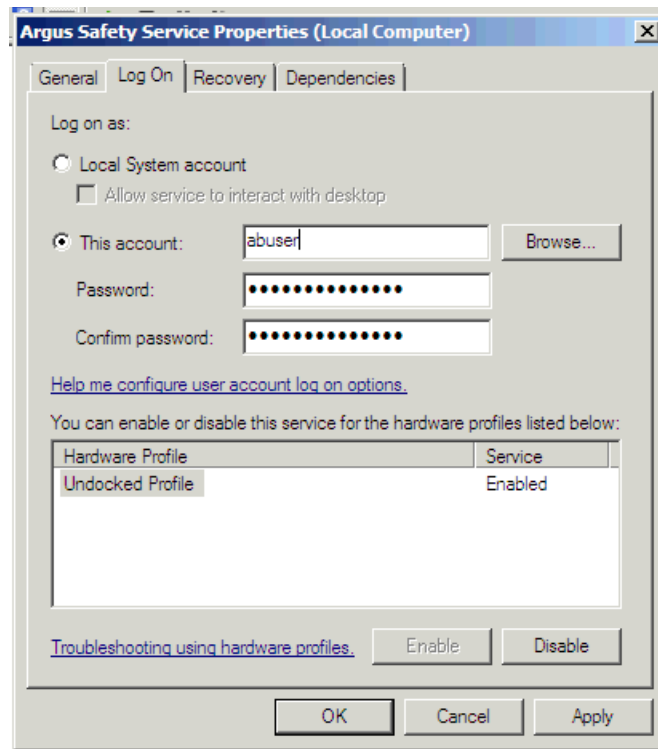 Argus Safety Service Properties (Local Computer)
General Log On Recovery Dependencies
Log on as:
Local System account
Allow service to interact with desktop
This account: abuser Browse...
Password: ••••••••••••••
Confirm password: ••••••••••••••
Help me configure user account log on options.
You can enable or disable this service for the hardware profiles listed below:
Hardware Profile Service
Undocked Profile Enabled
Troubleshooting using hardware profiles. Enable Disable
OK Cancel Apply